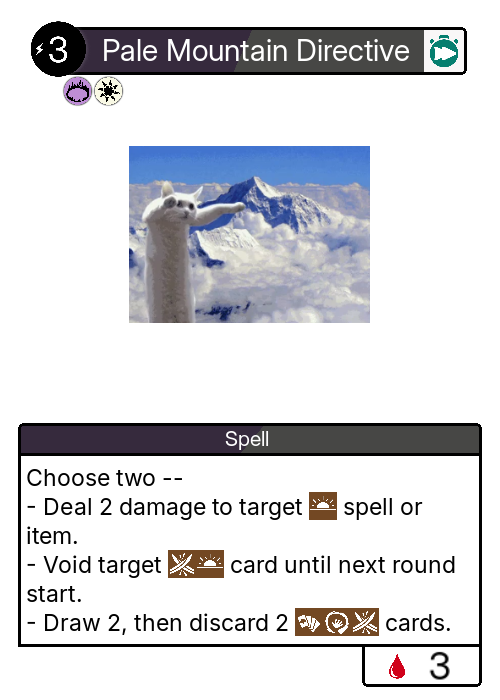 3 Pale Mountain Directive
Spell
Choose two --
- Deal 2 damage to target spell or
item.
- Void target card until next round
start.
- Draw 2, then discard 2 cards.
3